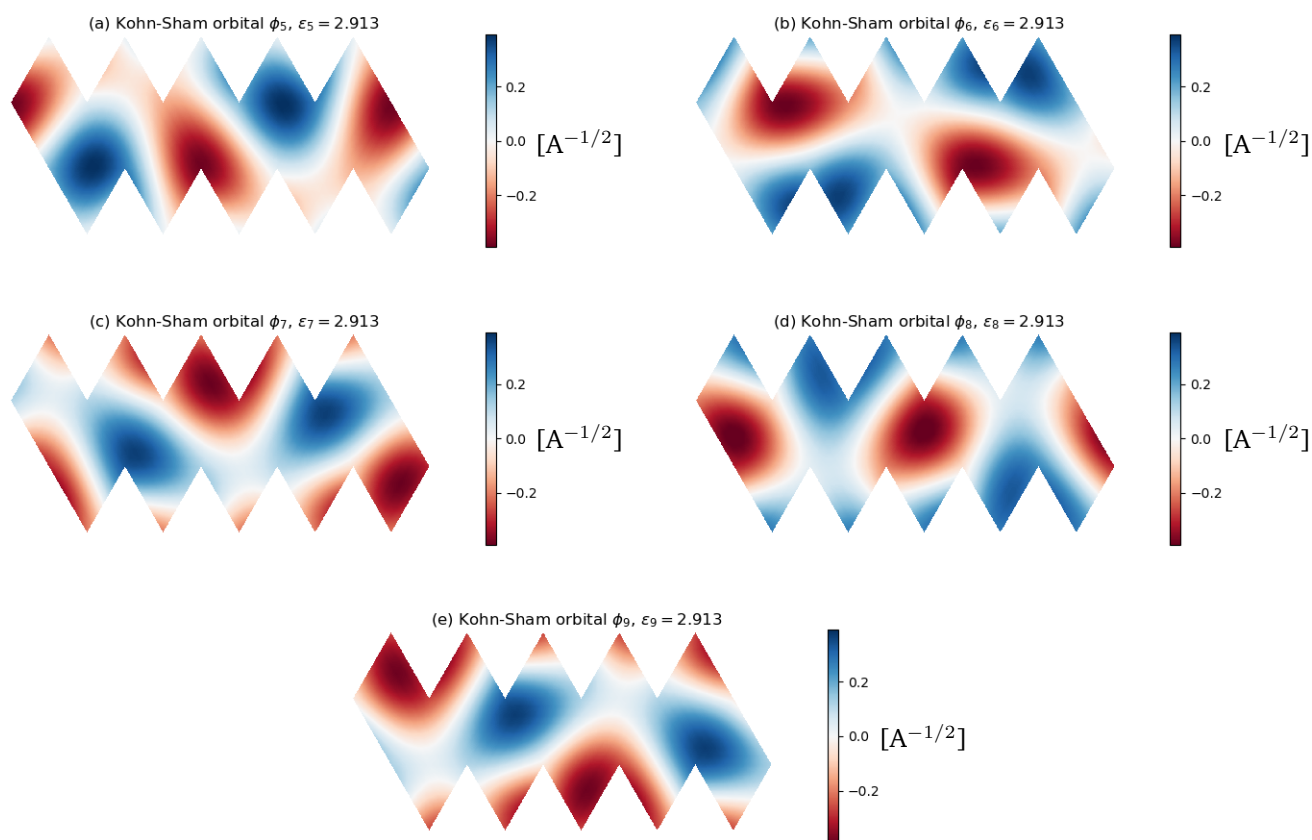 (a) Kohn-Sham orbital ϕ₅, ε₅ = 2.913
0.2
0.0
−0.2
[A⁻¹/²]
(b) Kohn-Sham orbital ϕ₆, ε₆ = 2.913
0.2
0.0
−0.2
[A⁻¹/²]
(c) Kohn-Sham orbital ϕ₇, ε₇ = 2.913
0.2
0.0
−0.2
[A⁻¹/²]
(d) Kohn-Sham orbital ϕ₈, ε₈ = 2.913
0.2
0.0
−0.2
[A⁻¹/²]
(e) Kohn-Sham orbital ϕ₉, ε₉ = 2.913
0.2
0.0
−0.2
[A⁻¹/²]